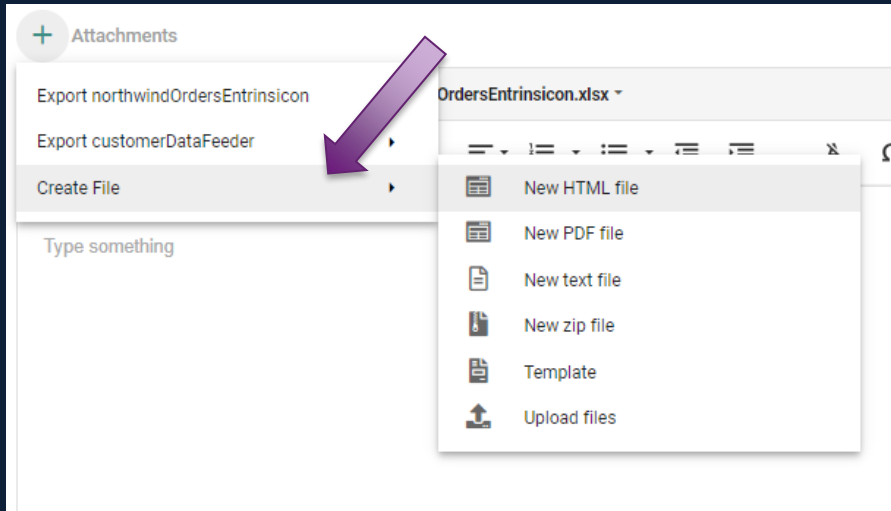 Attachments
Export northwindOrdersEntrinsicon
OrdersEntrinsicon.xlsx
Export customerDataFeeder
Create File
New HTML file
Type something
New PDF file
New text file
New zip file
Template
Upload files